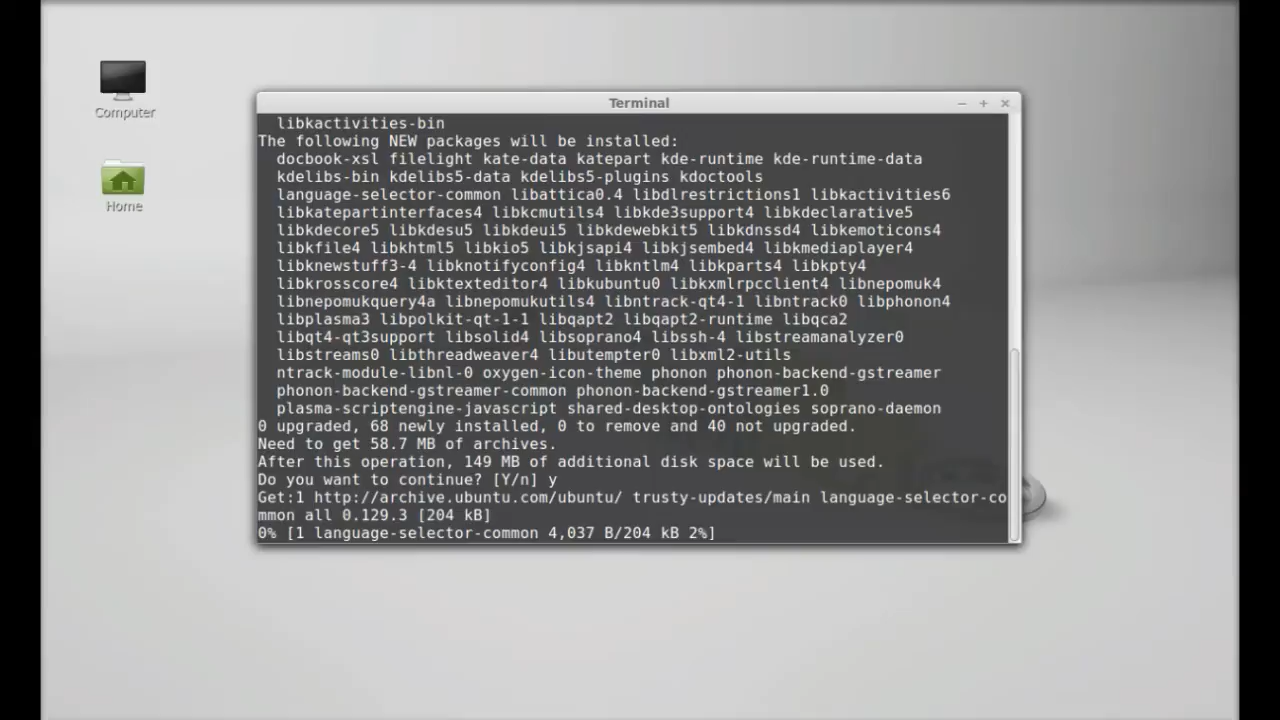 Computer
Home
Terminal
libkactivities-bin
The following NEW packages will be installed:
docbook-xsl filelight kate-data katepart kde-runtime kde-runtime-data
kdelibs-bin kdelibs5-data kdelibs5-plugins kdoctools
language-selector-common libattica0.4 libdlrestrictions1 libkactivities6
libkatepartinterfaces4 libkcmutils4 libkde3support4 libkdeclarative5
libkdecore5 libkdesu5 libkdeui5 libkdewebkit5 libkdnssd4 libkemoticons4
libkfile4 libkhtml5 libkio5 libkjsapi4 libkjsembed4 libkmediaplayer4
libknewstuff3-4 libknotifyconfig4 libkntlm4 libkparts4 libkpty4
libkrosscore4 libktexteditor4 libkubuntu0 libkxmlrpcclient4 libnepomuk4
libnepomukquery4a libnepomukutils4 libntrack-qt4-1 libntrack0 libphonon4
libplasma3 libpolkit-qt-1-1 libqapt2 libqapt2-runtime libqca2
libqt4-qt3support libsolid4 libsoprano4 libssh-4 libstreamanalyzer0
libstreams0 libthreadweaver4 libutempter0 libxml2-utils
ntrack-module-libnl-0 oxygen-icon-theme phonon phonon-backend-gstreamer
phonon-backend-gstreamer-common phonon-backend-gstreamer1.0
plasma-scriptengine-javascript shared-desktop-ontologies soprano-daemon
0 upgraded, 68 newly installed, 0 to remove and 40 not upgraded.
Need to get 58.7 MB of archives.
After this operation, 149 MB of additional disk space will be used.
Do you want to continue? [Y/n] y
Get:1 http://archive.ubuntu.com/ubuntu/ trusty-updates/main language-selector-co
mmon all 0.129.3 [204 kB]
0% [1 language-selector-common 4,037 B/204 kB 2%]